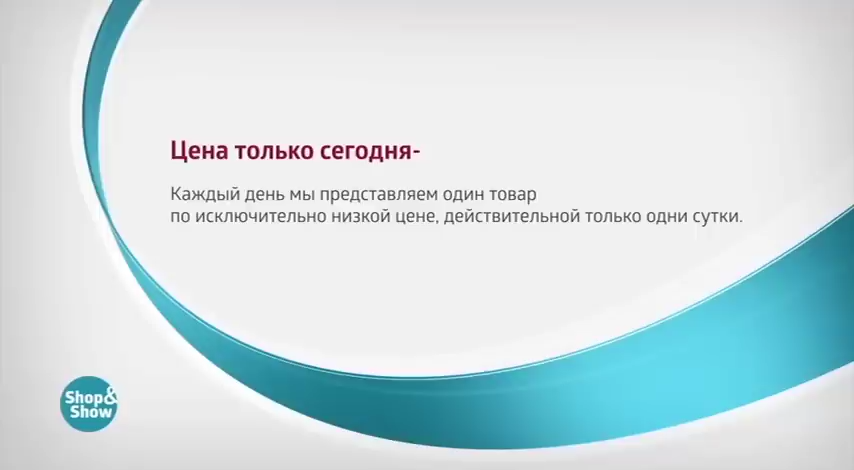 Цена только сегодня-
Каждый день мы представляем один товар
по исключительно низкой цене, действительной только одни сутки.
Shop&
Show